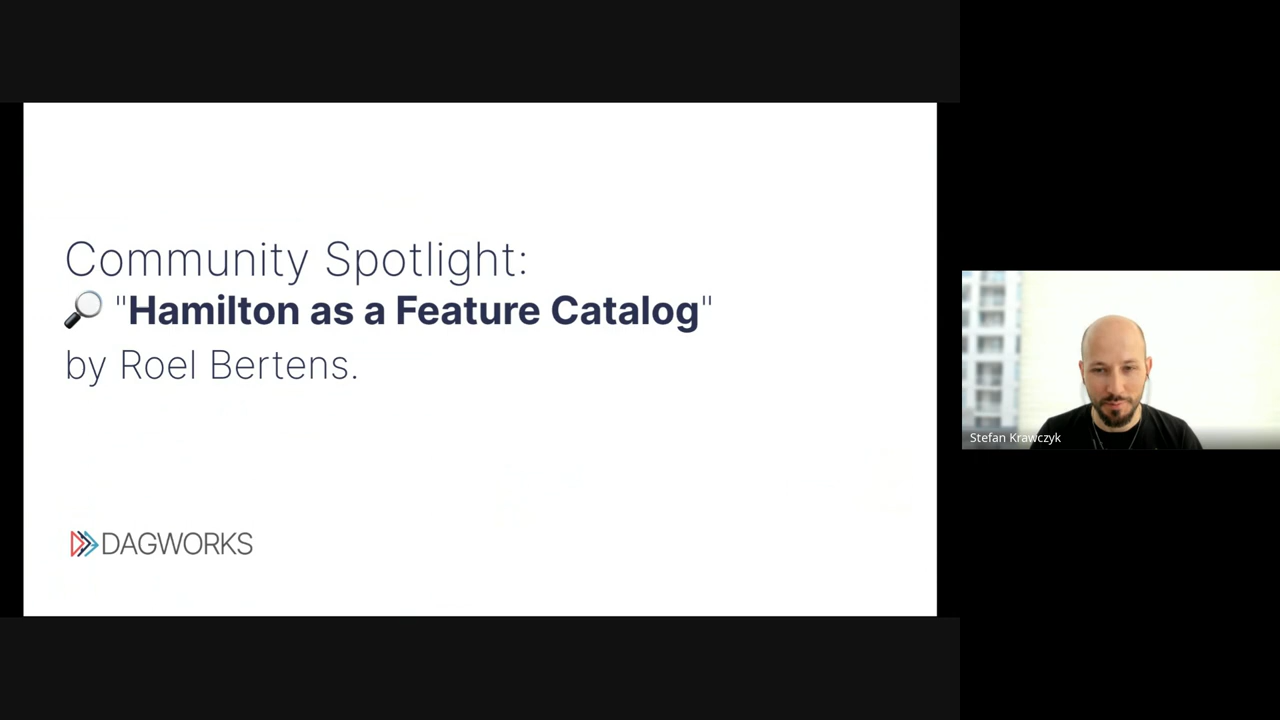 Community Spotlight:
🔎 "Hamilton as a Feature Catalog"
by Roel Bertens.
DAGWORKS
Stefan Krawczyk